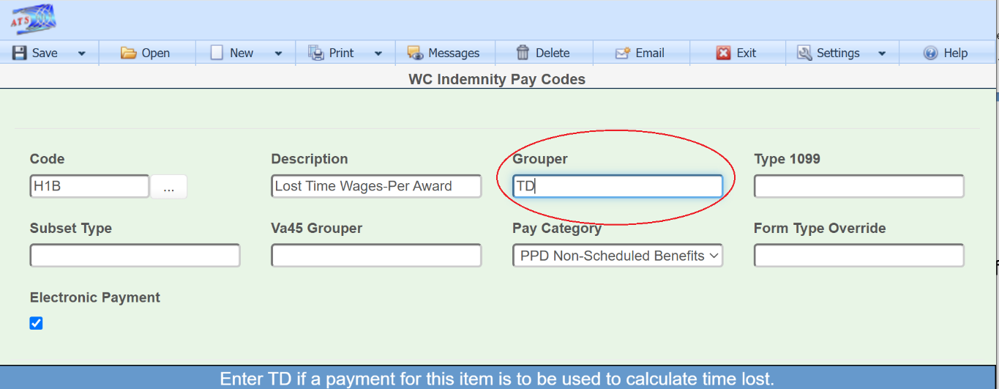 ATS
Save Open New Print Messages Delete Email Exit Settings Help
WC Indemnity Pay Codes
Code Description Grouper Type 1099
H1B ... Lost Time Wages-Per Award TD
Subset Type Va45 Grouper Pay Category Form Type Override
PPD Non-Scheduled Benefits
Electronic Payment
Enter TD if a payment for this item is to be used to calculate time lost.